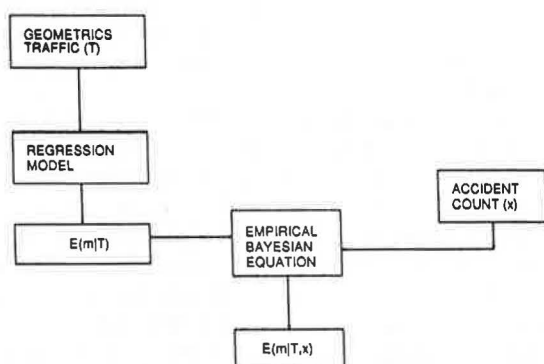 GEOMETRICS
TRAFFIC (T)
REGRESSION
MODEL
E(m|T)
EMPIRICAL
BAYESIAN
EQUATION
ACCIDENT
COUNT (x)
E(m|T,x)